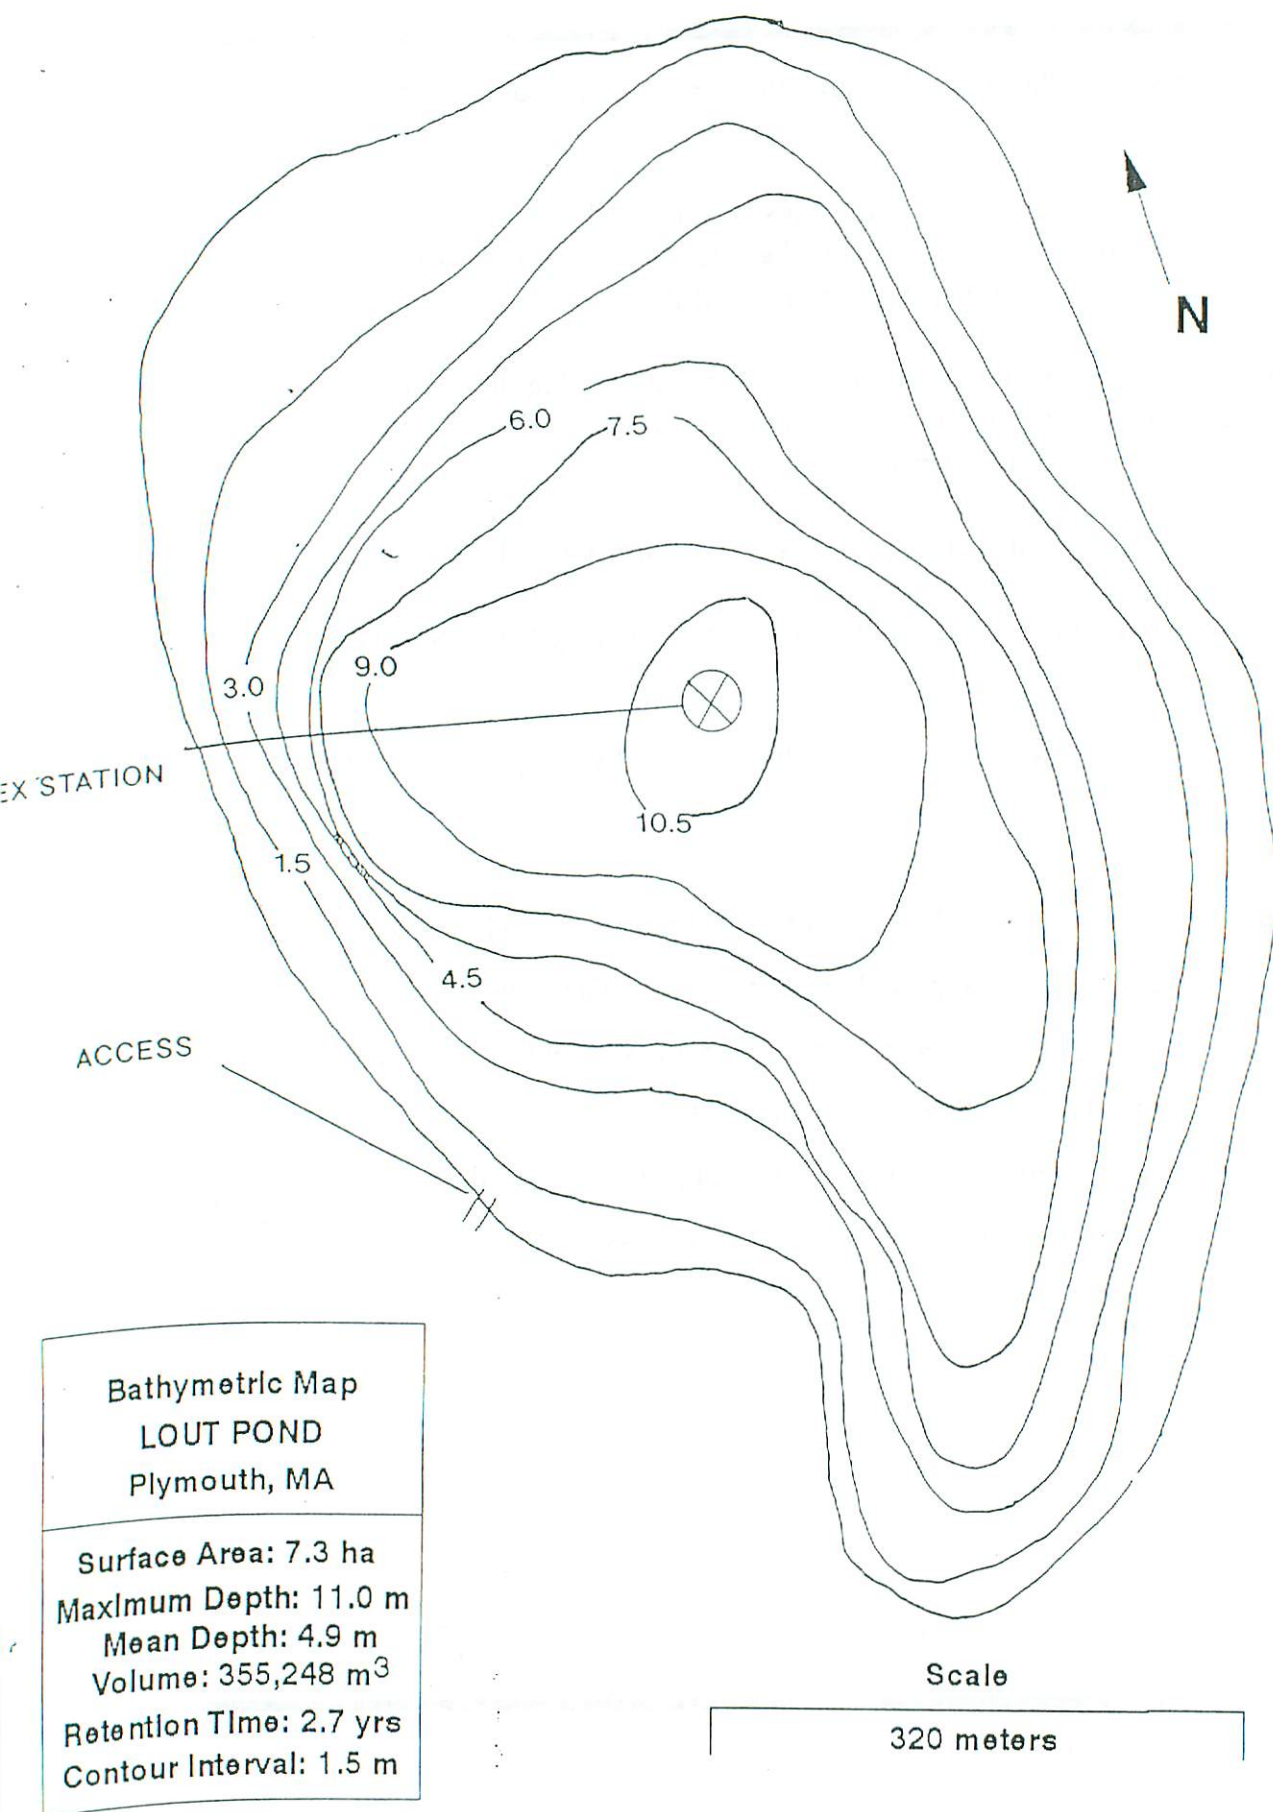 N
6.0
7.5
9.0
3.0
EX STATION
10.5
1.5
4.5
ACCESS
Bathymetric Map
LOUT POND
Plymouth, MA
Surface Area: 7.3 ha
Maximum Depth: 11.0 m
Mean Depth: 4.9 m
Volume: 355,248 m3
Retention Time: 2.7 yrs
Contour Interval: 1.5 m
Scale
320 meters